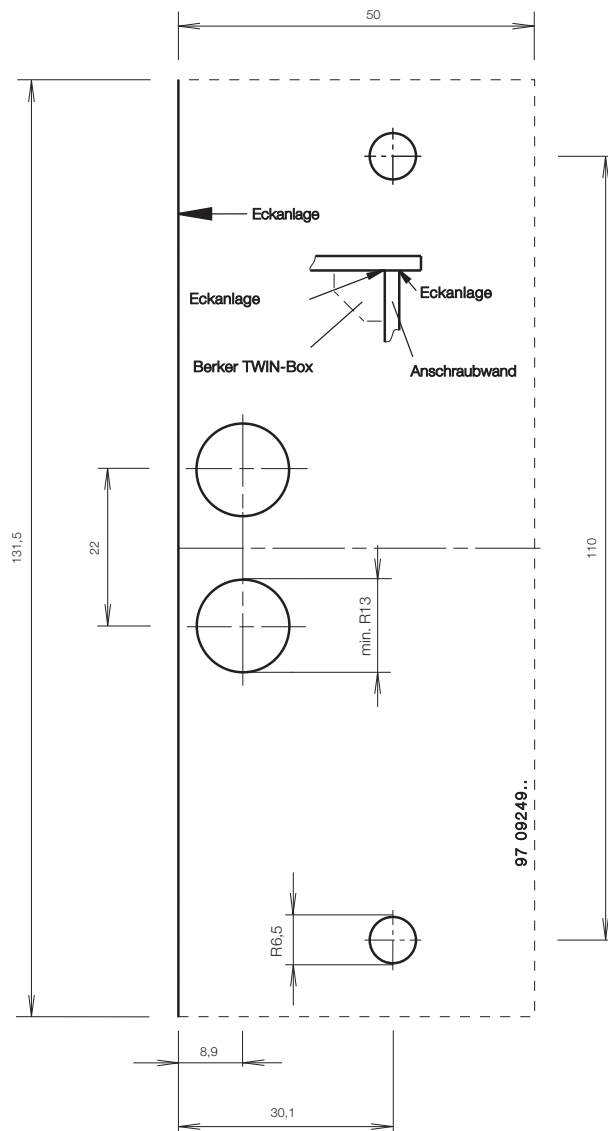 50
Eckanlage
Eckanlage
Eckanlage
Berker TWIN-Box
Anschraubwand
131,5
22
110
min. R13
97 09249..
R6,5
8,9
30,1